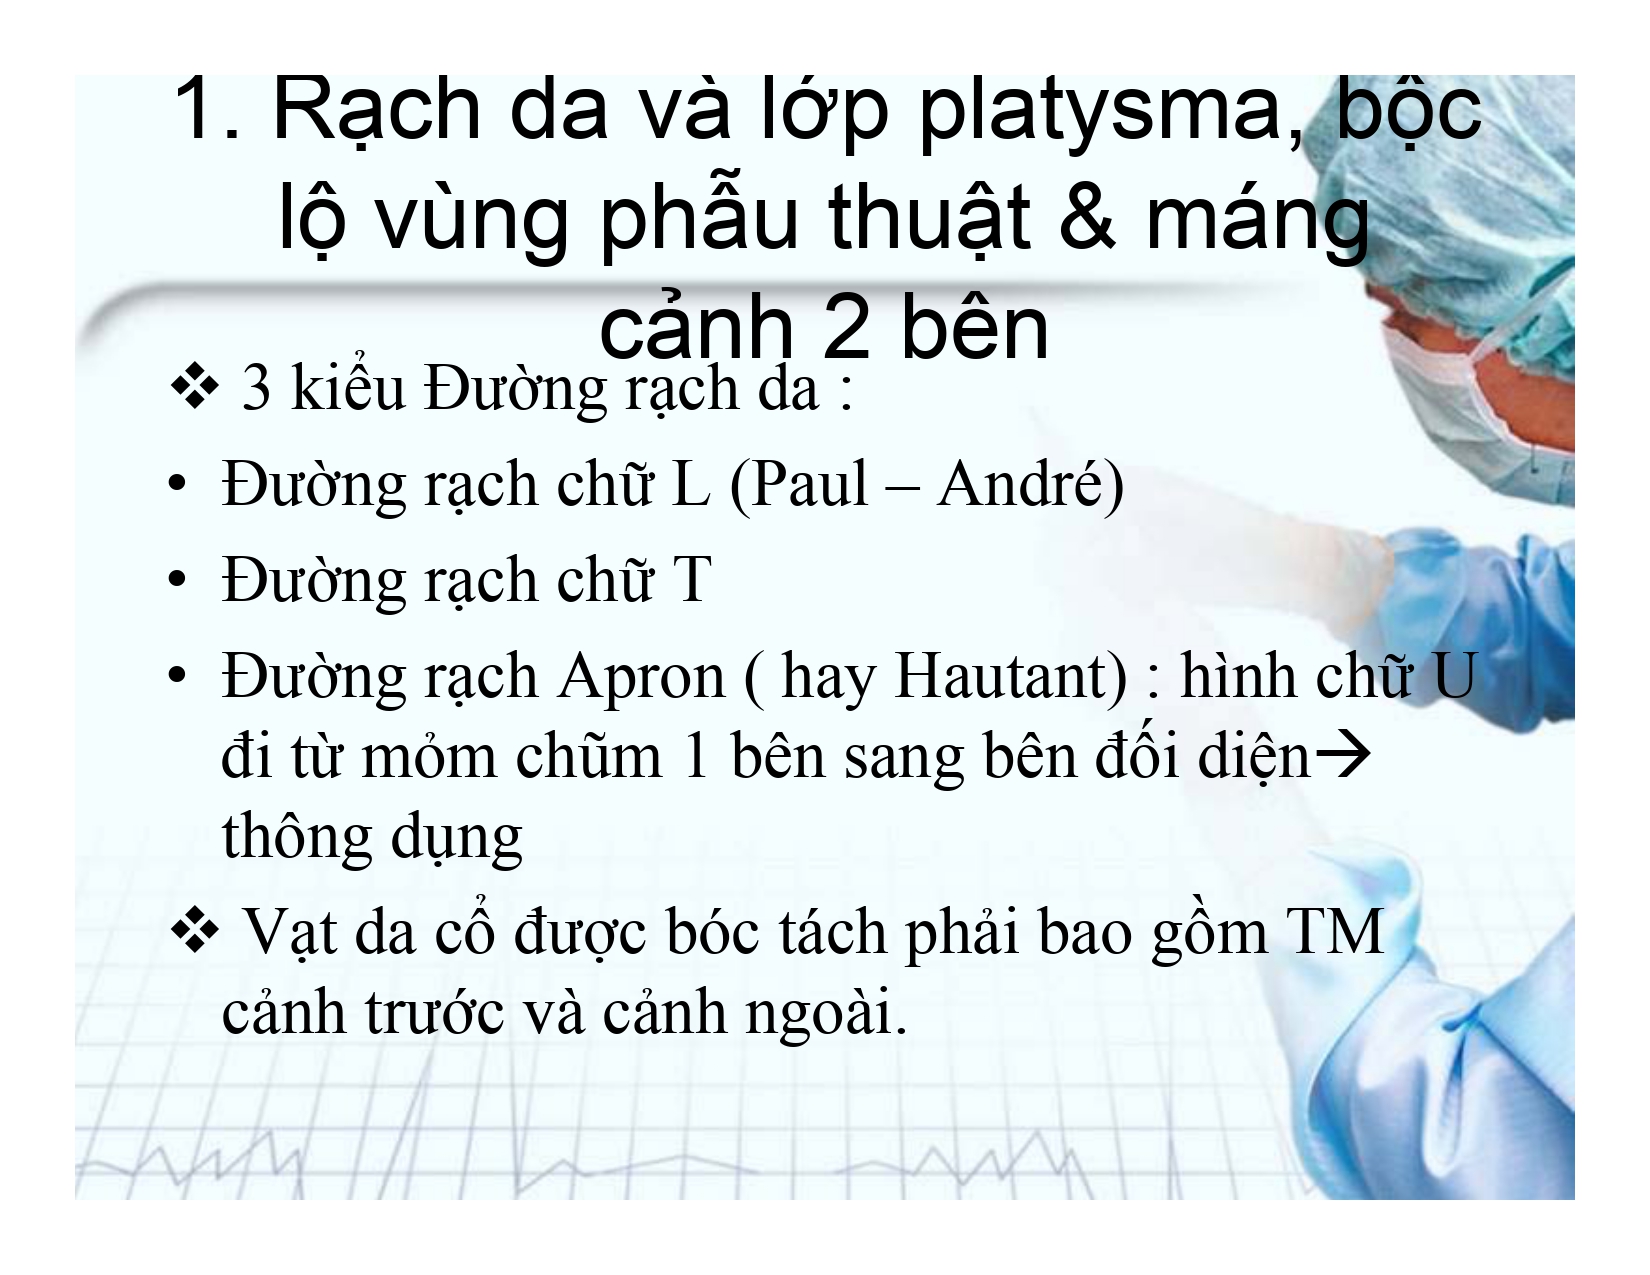 1. Rạch da và lớp platysma, bộc
lộ vùng phẫu thuật & máng
cảnh 2 bên
❖ 3 kiểu Đường rạch da :
• Đường rạch chữ L (Paul – André)
• Đường rạch chữ T
• Đường rạch Apron ( hay Hautant) : hình chữ U
đi từ mỏm chũm 1 bên sang bên đối diện→
thông dụng
❖ Vạt da cổ được bóc tách phải bao gồm TM
cảnh trước và cảnh ngoài.